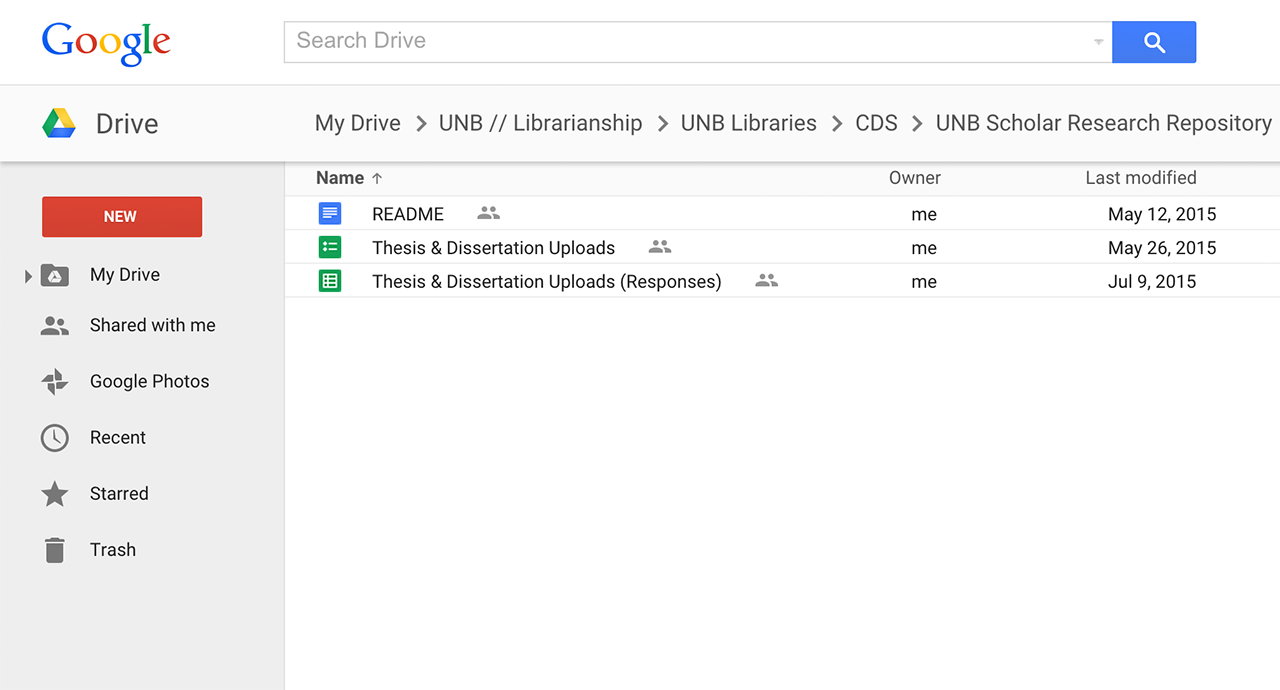 Google
Search Drive
Drive
My Drive UNB // Librarianship UNB Libraries CDS UNB Scholar Research Repository
NEW
My Drive
Shared with me
Google Photos
Recent
Starred
Trash
Name Owner Last modified
README me May 12, 2015
Thesis & Dissertation Uploads me May 26, 2015
Thesis & Dissertation Uploads (Responses) me Jul 9, 2015